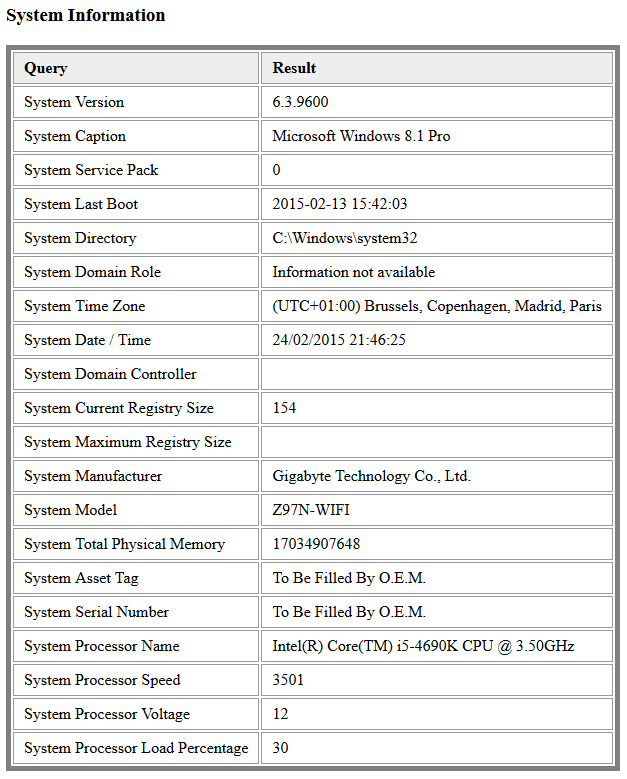 System Information
Query Result
System Version 6.3.9600
System Caption Microsoft Windows 8.1 Pro
System Service Pack 0
System Last Boot 2015-02-13 15:42:03
System Directory C:\Windows\system32
System Domain Role Information not available
System Time Zone (UTC+01:00) Brussels, Copenhagen, Madrid, Paris
System Date / Time 24/02/2015 21:46:25
System Domain Controller
System Current Registry Size 154
System Maximum Registry Size
System Manufacturer Gigabyte Technology Co., Ltd.
System Model Z97N-WIFI
System Total Physical Memory 17034907648
System Asset Tag To Be Filled By O.E.M.
System Serial Number To Be Filled By O.E.M.
System Processor Name Intel(R) Core(TM) i5-4690K CPU @ 3.50GHz
System Processor Speed 3501
System Processor Voltage 12
System Processor Load Percentage 30